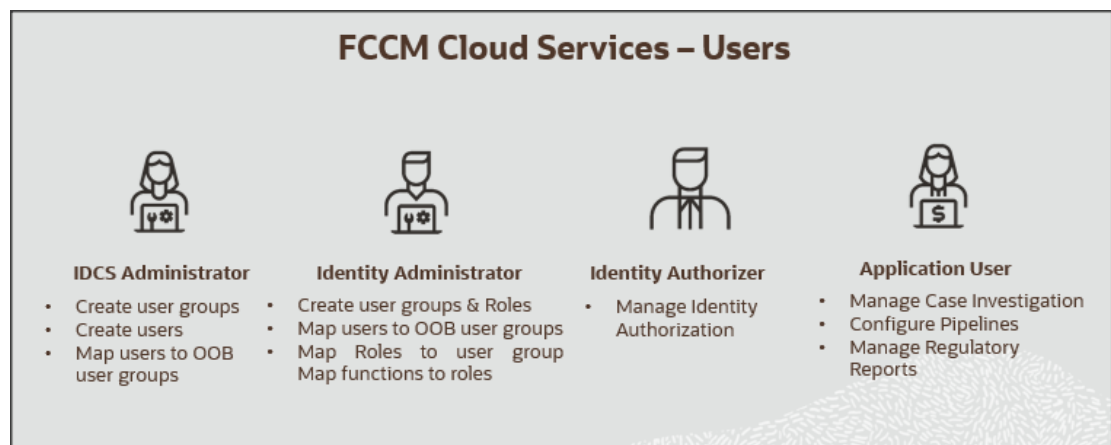 FCCM Cloud Services – Users
IDCS Administrator
• Create user groups
• Create users
• Map users to OOB
user groups
Identity Administrator
• Create user groups & Roles
• Map users to OOB user groups
• Map Roles to user group
Map functions to roles
Identity Authorizer
• Manage Identity
Authorization
$
Application User
• Manage Case Investigation
• Configure Pipelines
• Manage Regulatory
Reports